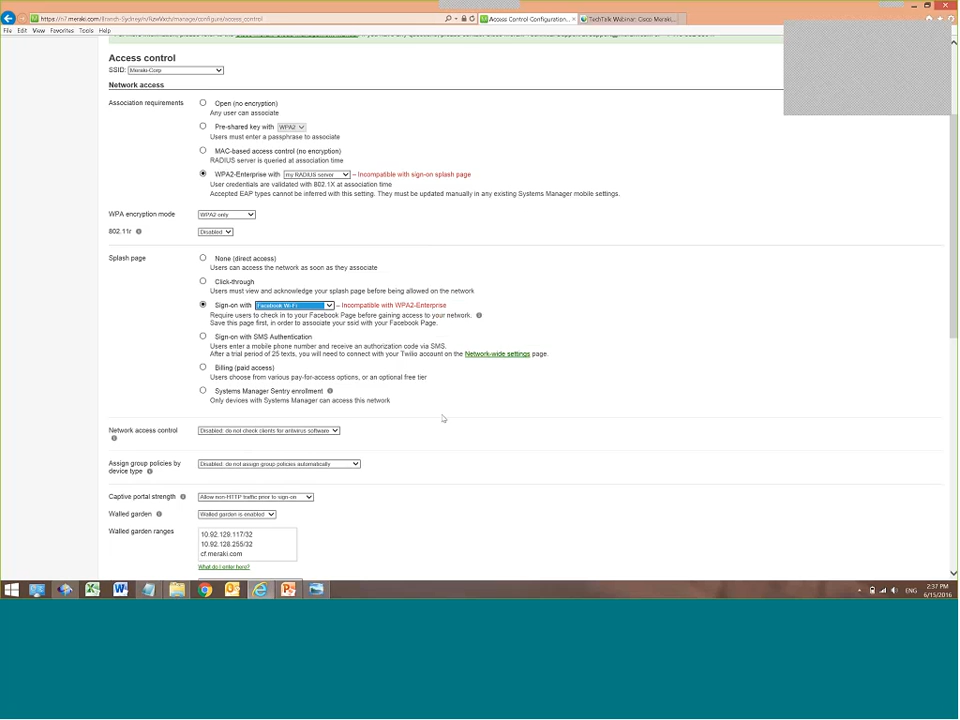 https://n7.meraki.com/Branch-Sydney/n/RzwWxch/manage/configure/access_control
Access Control Configuration...
TechTalk Webinar: Cisco Meraki...
File Edit View Favorites Tools Help
Access control
SSID: Meraki-Corp
Network access
Association requirements
Open (no encryption)
Any user can associate
Pre-shared key with WPA2
Users must enter a passphrase to associate
MAC-based access control (no encryption)
RADIUS server is queried at association time
WPA2-Enterprise with my RADIUS server – Incompatible with sign-on splash page
User credentials are validated with 802.1X at association time
Accepted EAP types cannot be inferred with this setting. They must be updated manually in any existing Systems Manager mobile settings.
WPA encryption mode WPA2 only
802.11r Disabled
Splash page
None (direct access)
Users can access the network as soon as they associate
Click-through
Users must view and acknowledge your splash page before being allowed on the network
Sign-on with Facebook Wi-Fi – Incompatible with WPA2-Enterprise
Require users to check in to your Facebook Page before gaining access to your network.
Save this page first, in order to associate your ssid with your Facebook Page.
Sign-on with SMS Authentication
Users enter a mobile phone number and receive an authorization code via SMS.
After a trial period of 25 texts, you will need to connect with your Twilio account on the Network-wide settings page.
Billing (paid access)
Users choose from various pay-for-access options, or an optional free tier
Systems Manager Sentry enrollment
Only devices with Systems Manager can access this network
Network access control Disabled: do not check clients for antivirus software
Assign group policies by
device type
Disabled: do not assign group policies automatically
Captive portal strength Allow non-HTTP traffic prior to sign-on
Walled garden Walled garden is enabled
Walled garden ranges
10.92.129.117/32
10.92.128.255/32
cf.meraki.com
What do I enter here?
ENG
2:37 PM
6/15/2016